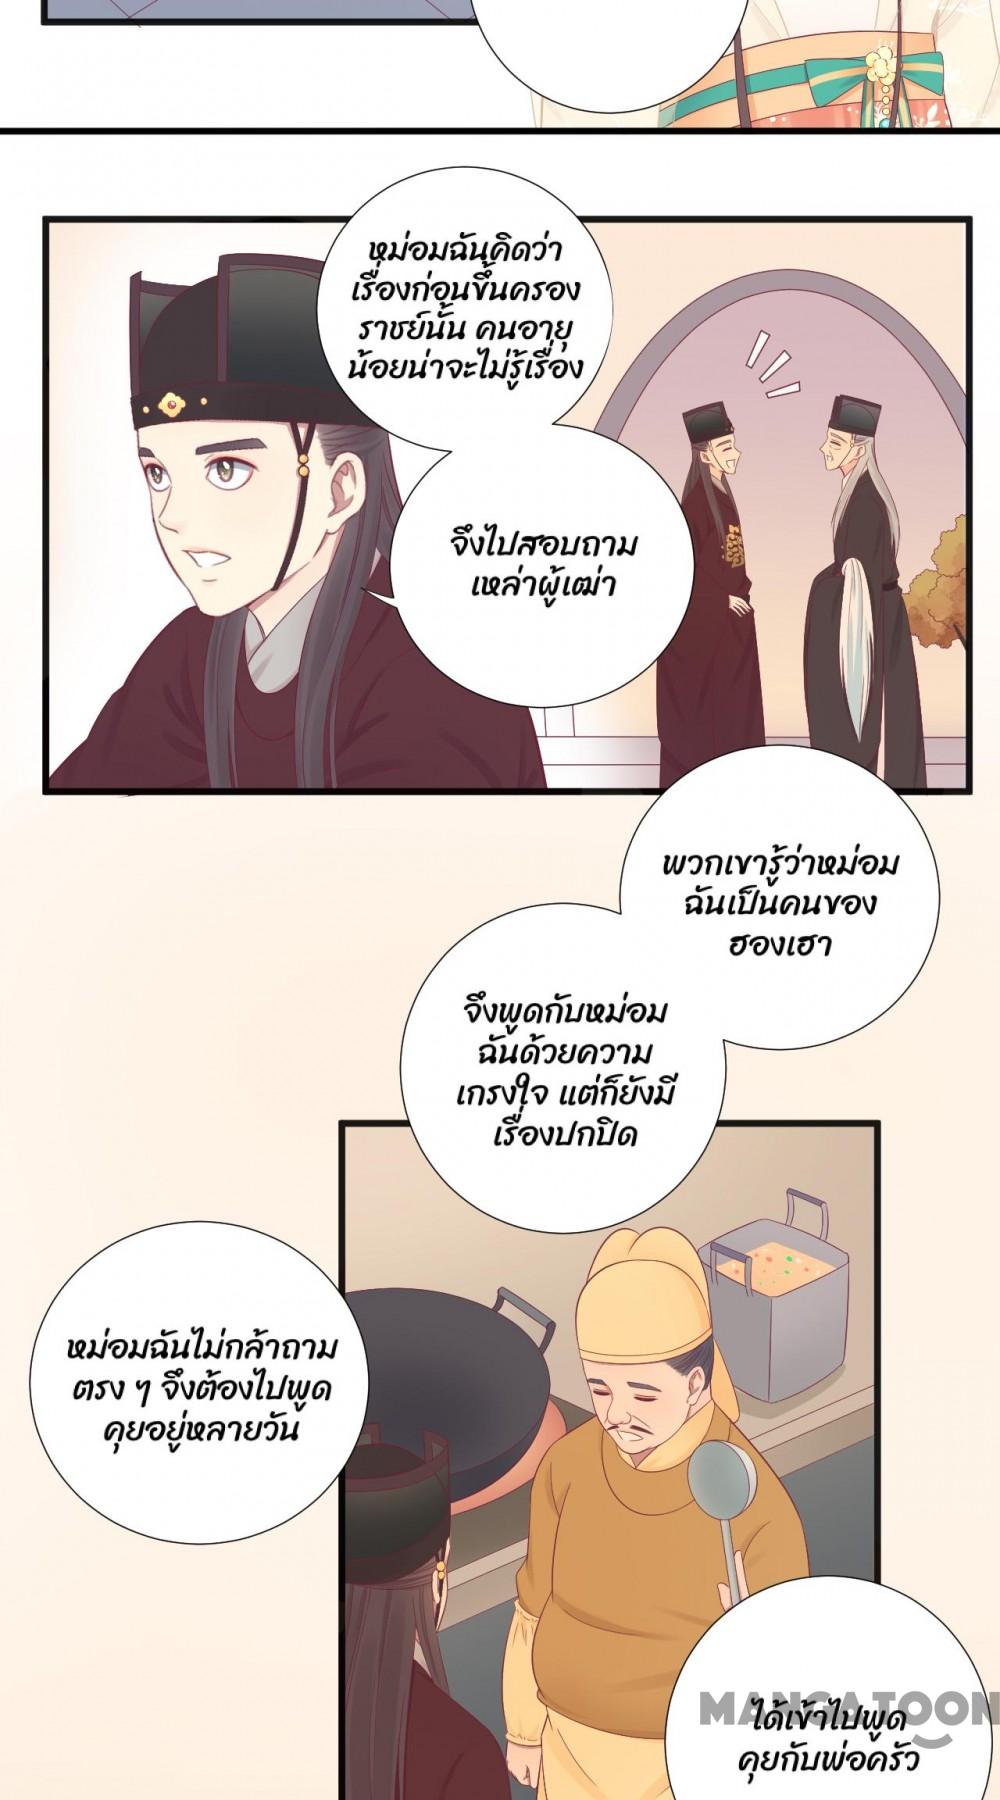 หม่อมฉันคิดว่า
เรื่องก่อนขึ้นครอง
ราชย์นั้น คนอายุ
น้อยน่าจะไม่รู้เรื่อง
จึงไปสอบถาม
เหล่าผู้เฒ่า
พวกเขารู้ว่าหม่อม
ฉันเป็นคนของ
ฮองเฮา
จึงพูดกับหม่อม
ฉันด้วยความ
เกรงใจ แต่ก็ยังมี
เรื่องปกปิด
หม่อมฉันไม่กล้าถาม
ตรง ๆ จึงต้องไปพูด
คุยอยู่หลายวัน
MANGATOON
ได้เข้าไปพูด
คุยกับพ่อครัว